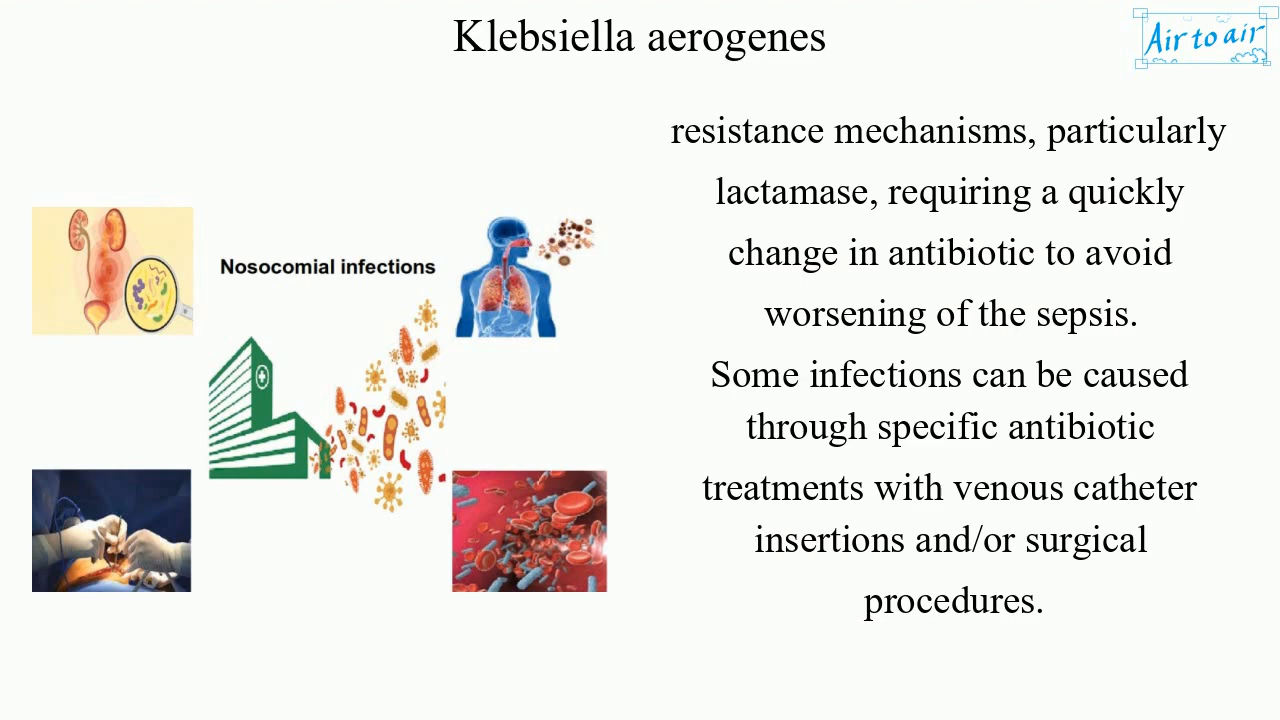 Klebsiella aerogenes
Air to air
resistance mechanisms, particularly
lactamase, requiring a quickly
change in antibiotic to avoid
worsening of the sepsis.
Some infections can be caused
through specific antibiotic
treatments with venous catheter
insertions and/or surgical
procedures.
Nosocomial infections